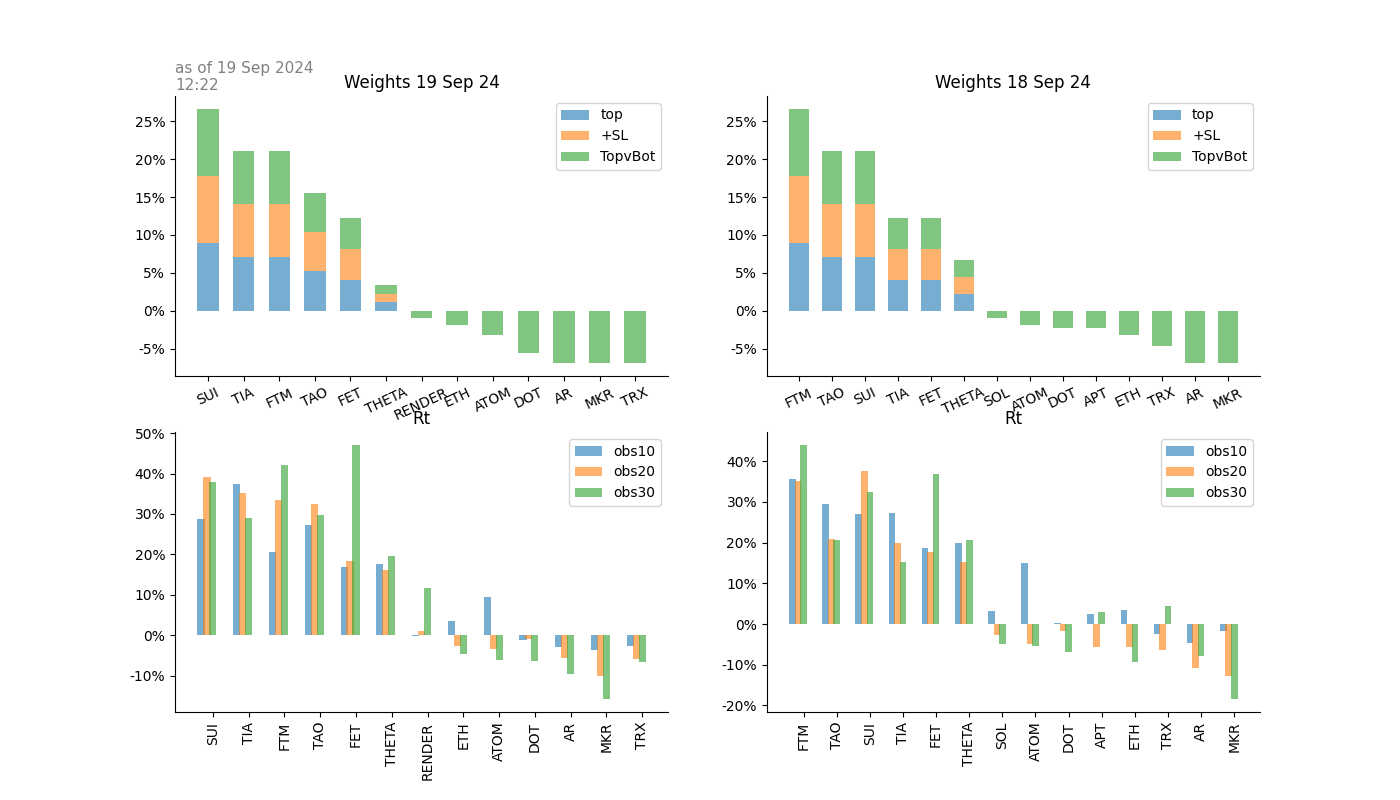 as of 19 Sep 2024
12:22
Weights 19 Sep 24
25%
20%
15%
10%
5%
0%
-5%
top
+SL
TopvBot
SUI TIA FTM TAO FET THETA RENDER ETH ATOM DOT AR MKR TRX
Weights 18 Sep 24
25%
20%
15%
10%
5%
0%
-5%
top
+SL
TopvBot
FTM TAO SUI TIA FET THETA SOL ATOM DOT APT ETH TRX AR MKR
Rt
50%
40%
30%
20%
10%
0%
-10%
obs10
obs20
obs30
SUI TIA FTM TAO FET THETA RENDER ETH ATOM DOT AR MKR TRX
Rt
40%
30%
20%
10%
0%
-10%
-20%
obs10
obs20
obs30
FTM TAO SUI TIA FET THETA SOL ATOM DOT APT ETH TRX AR MKR